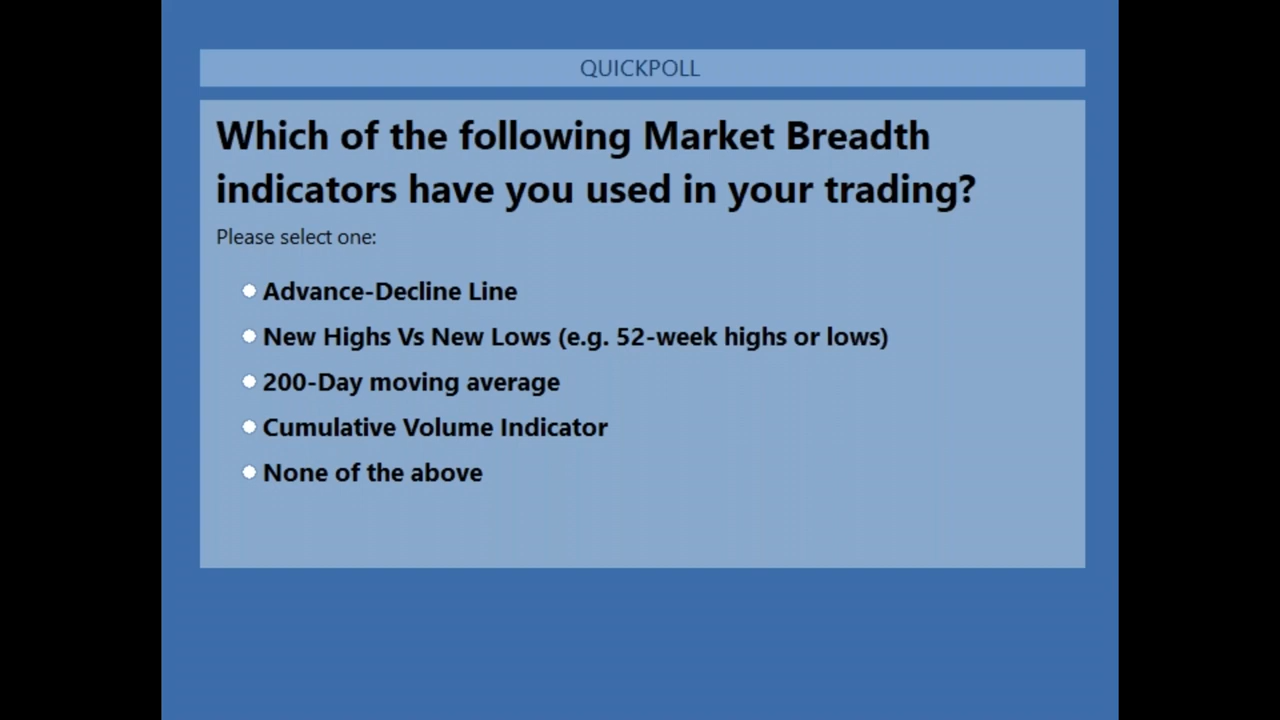 QUICKPOLL
Which of the following Market Breadth
indicators have you used in your trading?
Please select one:
Advance-Decline Line
New Highs Vs New Lows (e.g. 52-week highs or lows)
200-Day moving average
Cumulative Volume Indicator
None of the above